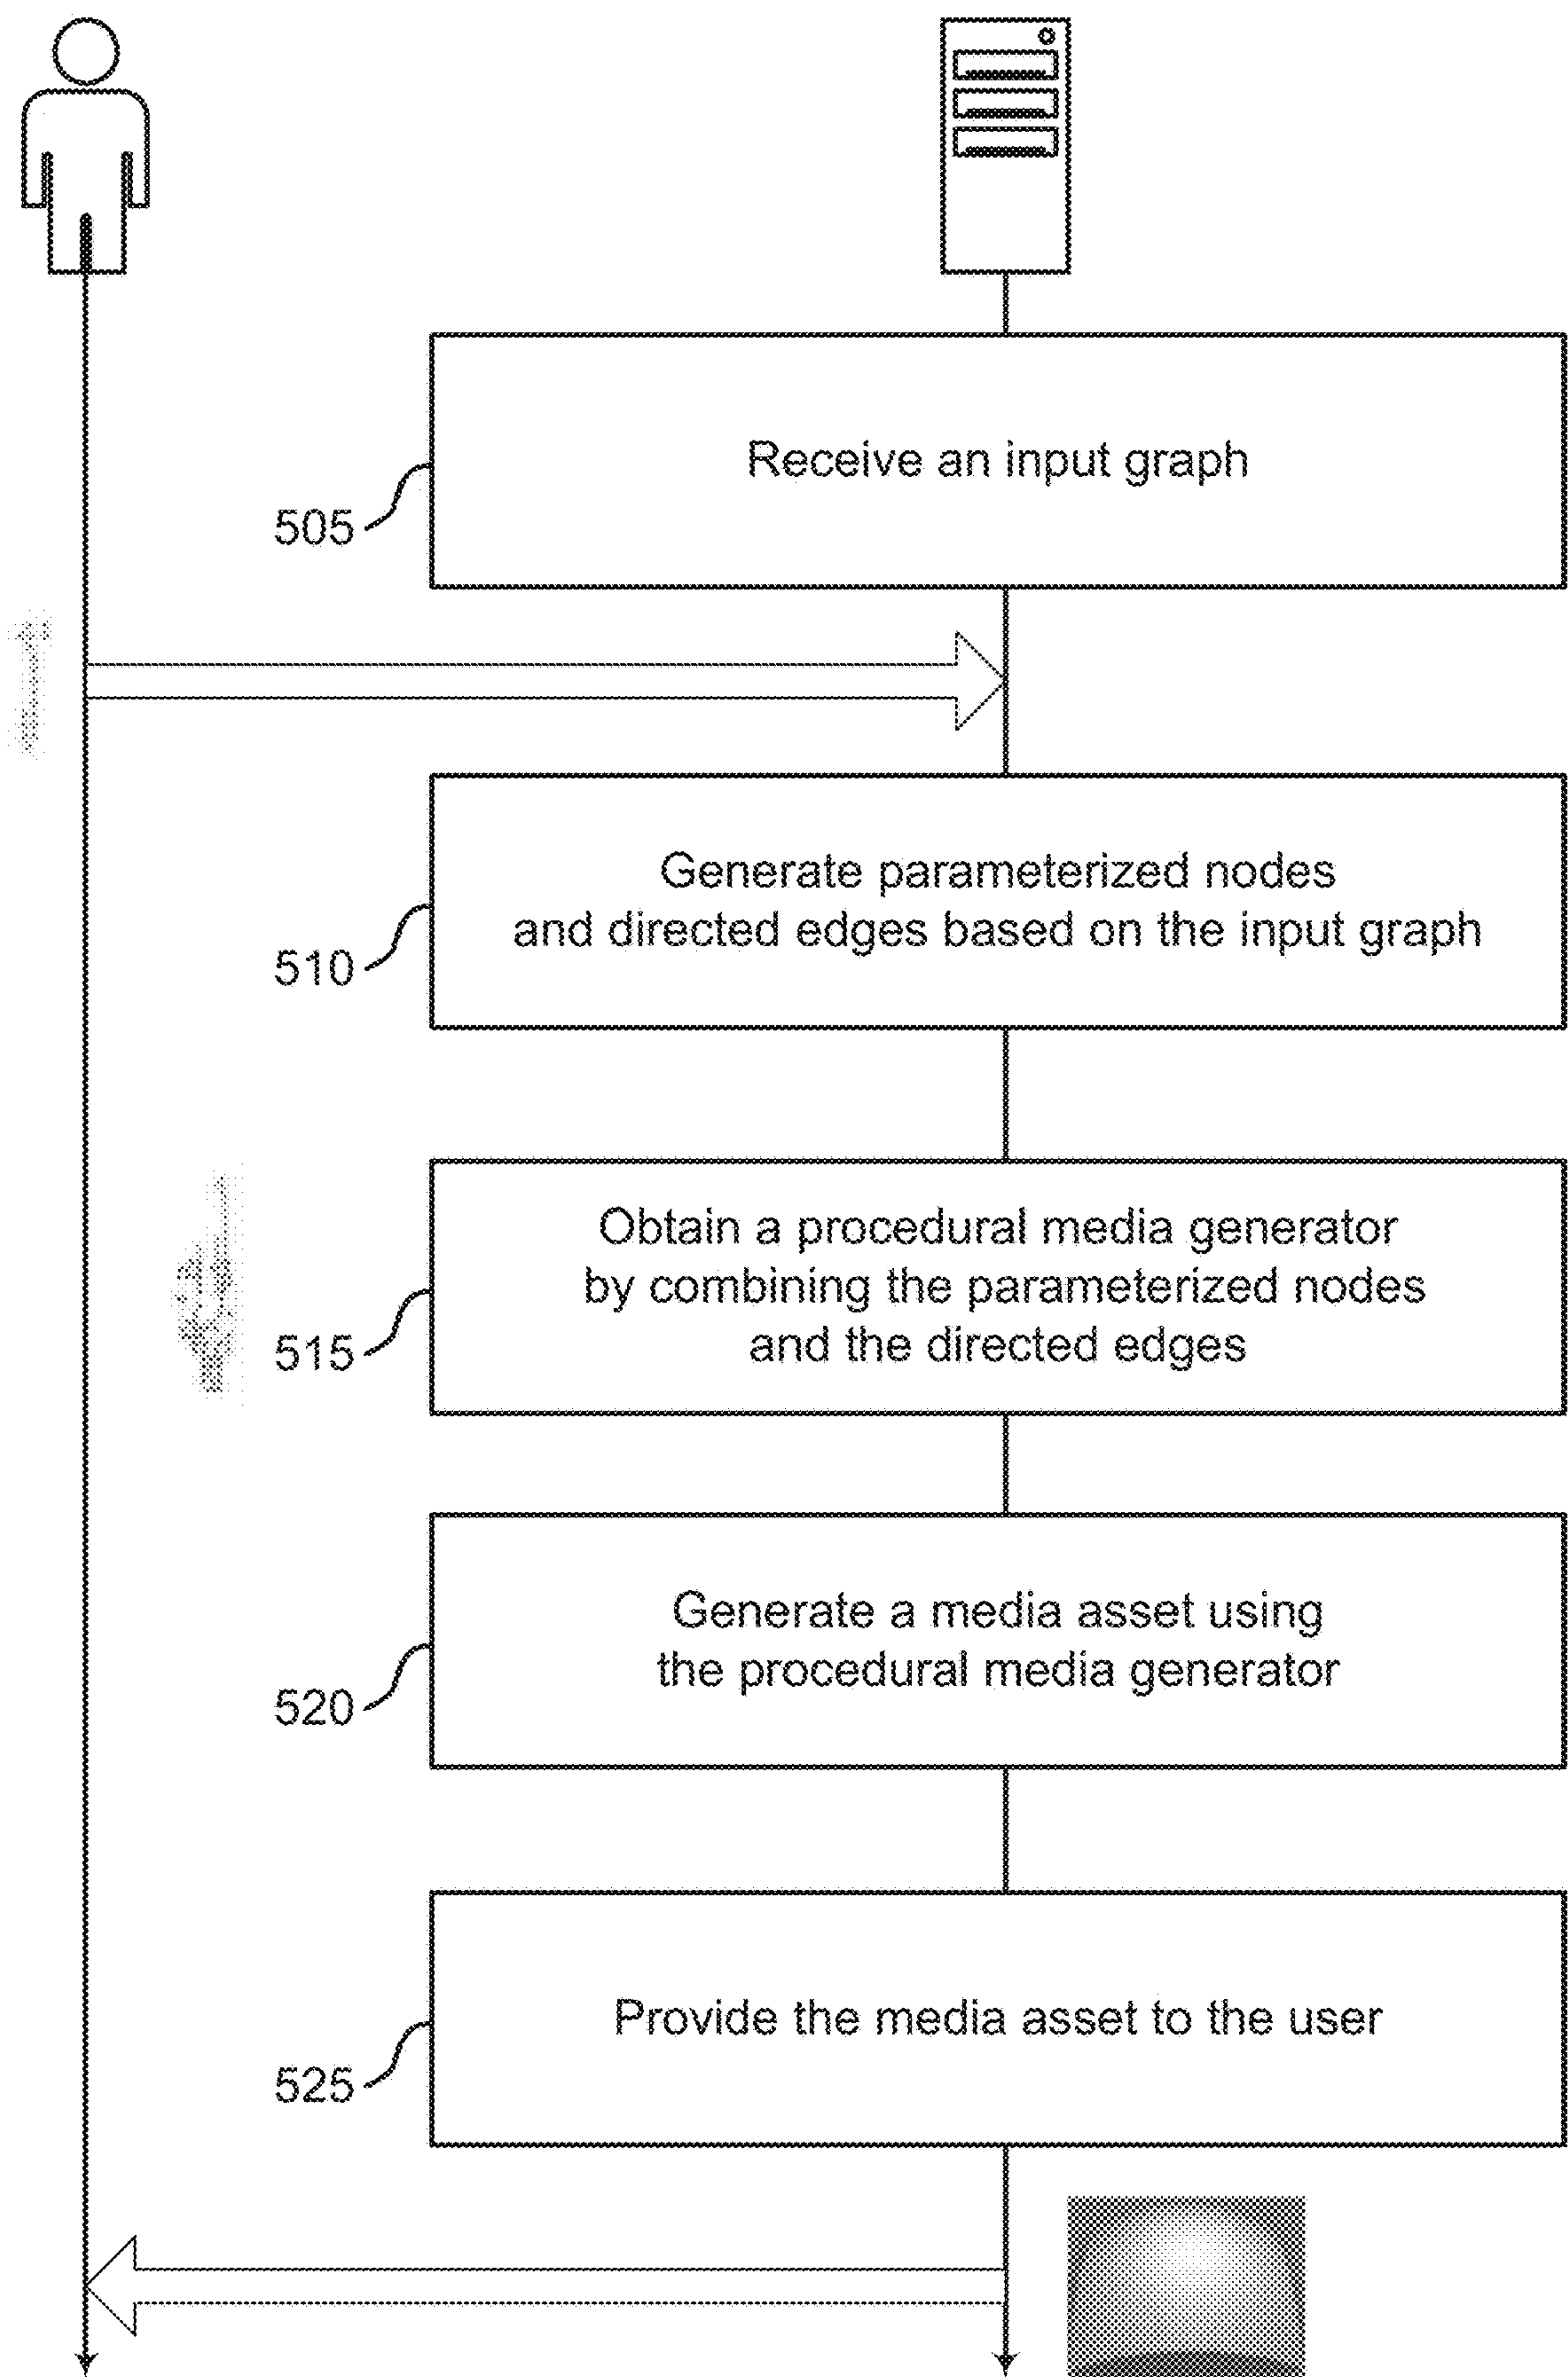 Receive an input graph
505
Generate parameterized nodes
and directed edges based on the input graph
510
Obtain a procedural media generator
by combining the parameterized nodes
and the directed edges
515
Generate a media asset using
the procedural media generator
520
Provide the media asset to the user
525